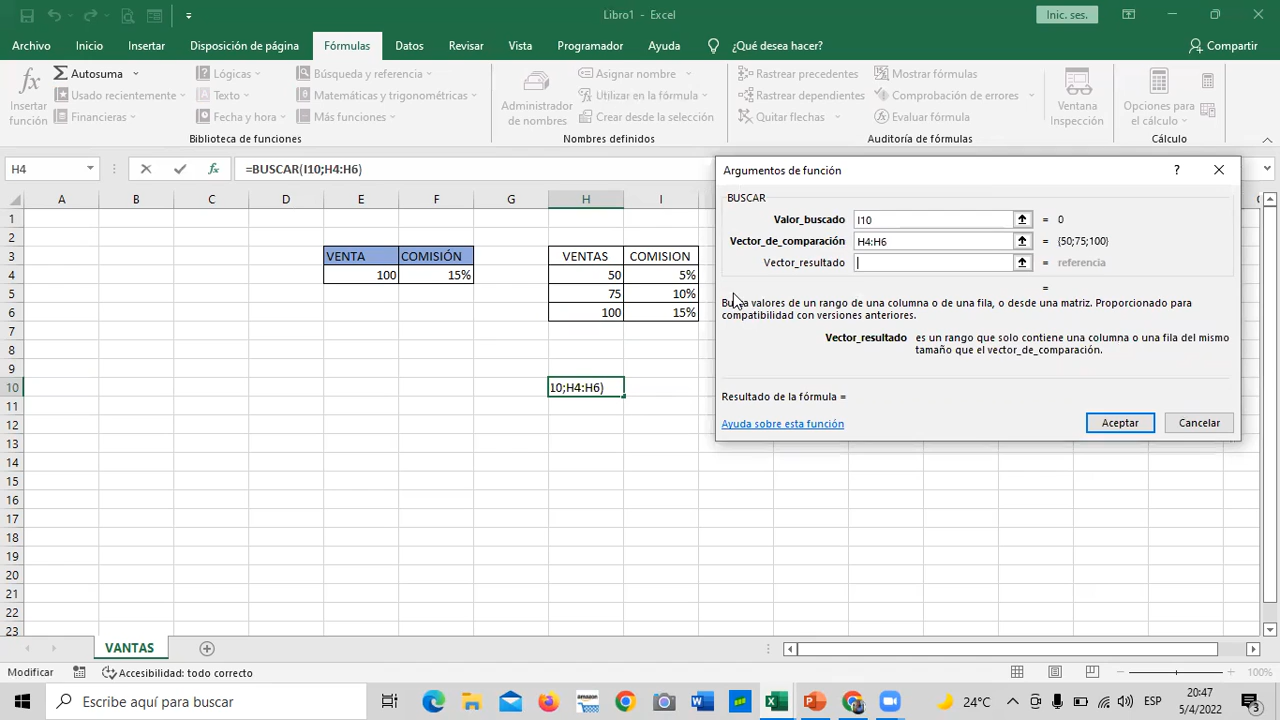 Libro1 - Excel
Inic. ses.
Archivo Inicio Insertar Disposición de página Fórmulas Datos Revisar Vista Programador Ayuda ¿Qué desea hacer? Compartir
Insertar función
Autosuma
Usado recientemente
Financieras
Lógicas
Texto
Fecha y hora
Búsqueda y referencia
Matemáticas y trigonométricas
Más funciones
Biblioteca de funciones
Administrador de nombres
Asignar nombre
Utilizar en la fórmula
Crear desde la selección
Nombres definidos
Rastrear precedentes
Rastrear dependientes
Quitar flechas
Mostrar fórmulas
Comprobación de errores
Evaluar fórmula
Auditoría de fórmulas
Ventana Inspección
Opciones para el cálculo
Cálculo
H4 =BUSCAR(I10;H4:H6)
A B C D E F G H I
1
2
3 VENTA COMISIÓN VENTAS COMISION
4 100 15% 50 5%
5 75 10%
6 100 15%
7
8
9
10 10;H4:H6)
11
12
13
14
15
16
17
18
19
20
21
22
23
Argumentos de función ?
BUSCAR
Valor_buscado I10 = 0
Vector_de_comparación H4:H6 = {50;75;100}
Vector_resultado = referencia
=
valores de un rango de una columna o de una fila, o desde una matriz. Proporcionado para
compatibilidad con versiones anteriores.
Vector_resultado es un rango que solo contiene una columna o una fila del mismo
tamaño que el vector_de_comparación.
Resultado de la fórmula =
Ayuda sobre esta función Aceptar Cancelar
VANTAS
Modificar Accesibilidad: todo correcto 100%
Escribe aquí para buscar amazon 24°C ESP 20:47
5/4/2022 3